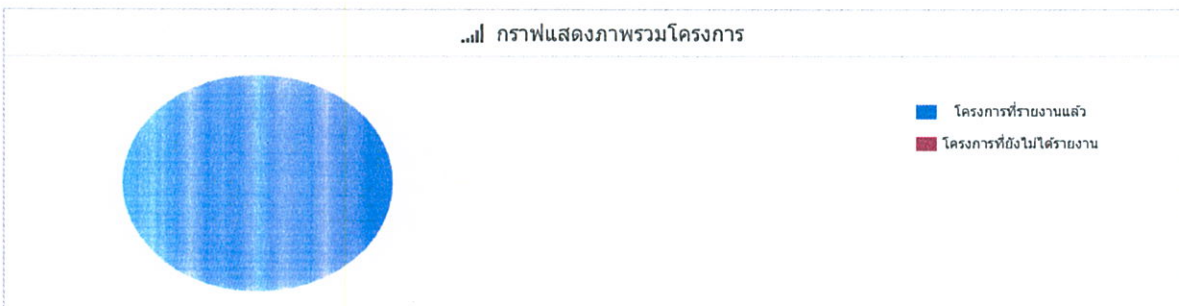 กราฟแสดงภาพรวมโครงการ
โครงการที่รายงานแล้ว
โครงการที่ยังไม่ได้รายงาน